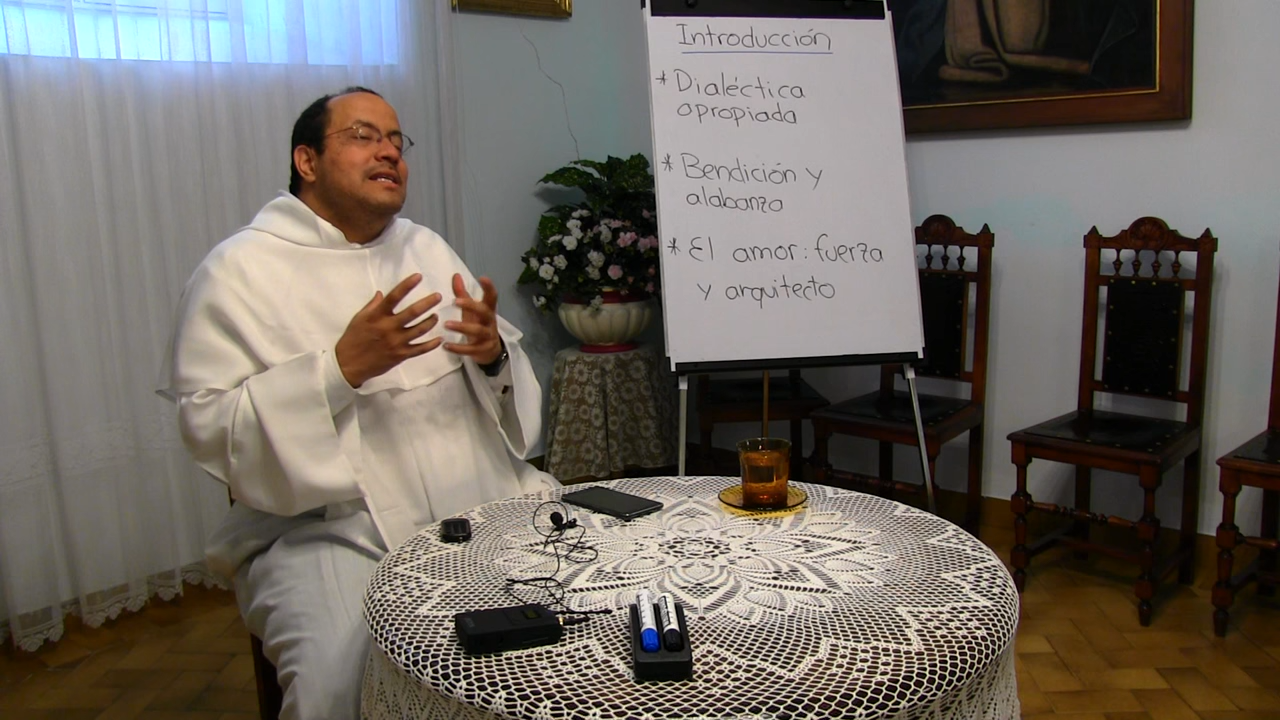 Introducción
* Dialéctica
apropiada
* Bendición y
alabanza
* El amor: fuerza
y arquitecto